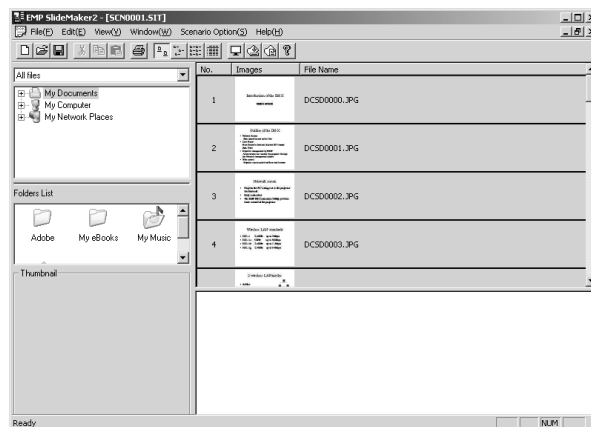 EMP SlideMaker2 - [SCN0001.SIT]
File(F) Edit(E) View(V) Window(W) Scenario Option(S) Help(H)
All files
My Documents
My Computer
My Network Places
Folders List
Adobe My eBooks My Music
Thumbnail
No. Images File Name
1 DCSD0000.JPG
2 DCSD0001.JPG
3 DCSD0002.JPG
4 DCSD0003.JPG
Ready NUM